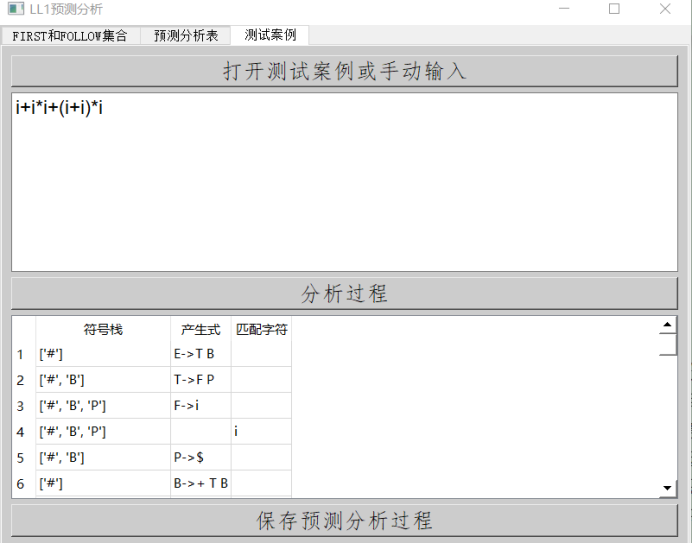 LL1预测分析
FIRST和FOLLOW集合 预测分析表 测试案例
打开测试案例或手动输入
i+i*i+(i+i)*i
分析过程
符号栈 产生式 匹配字符
1 ['#'] E->T B
2 ['#', 'B'] T->F P
3 ['#', 'B', 'P'] F->i
4 ['#', 'B', 'P'] i
5 ['#', 'B'] P->$
6 ['#'] B->+ T B
保存预测分析过程